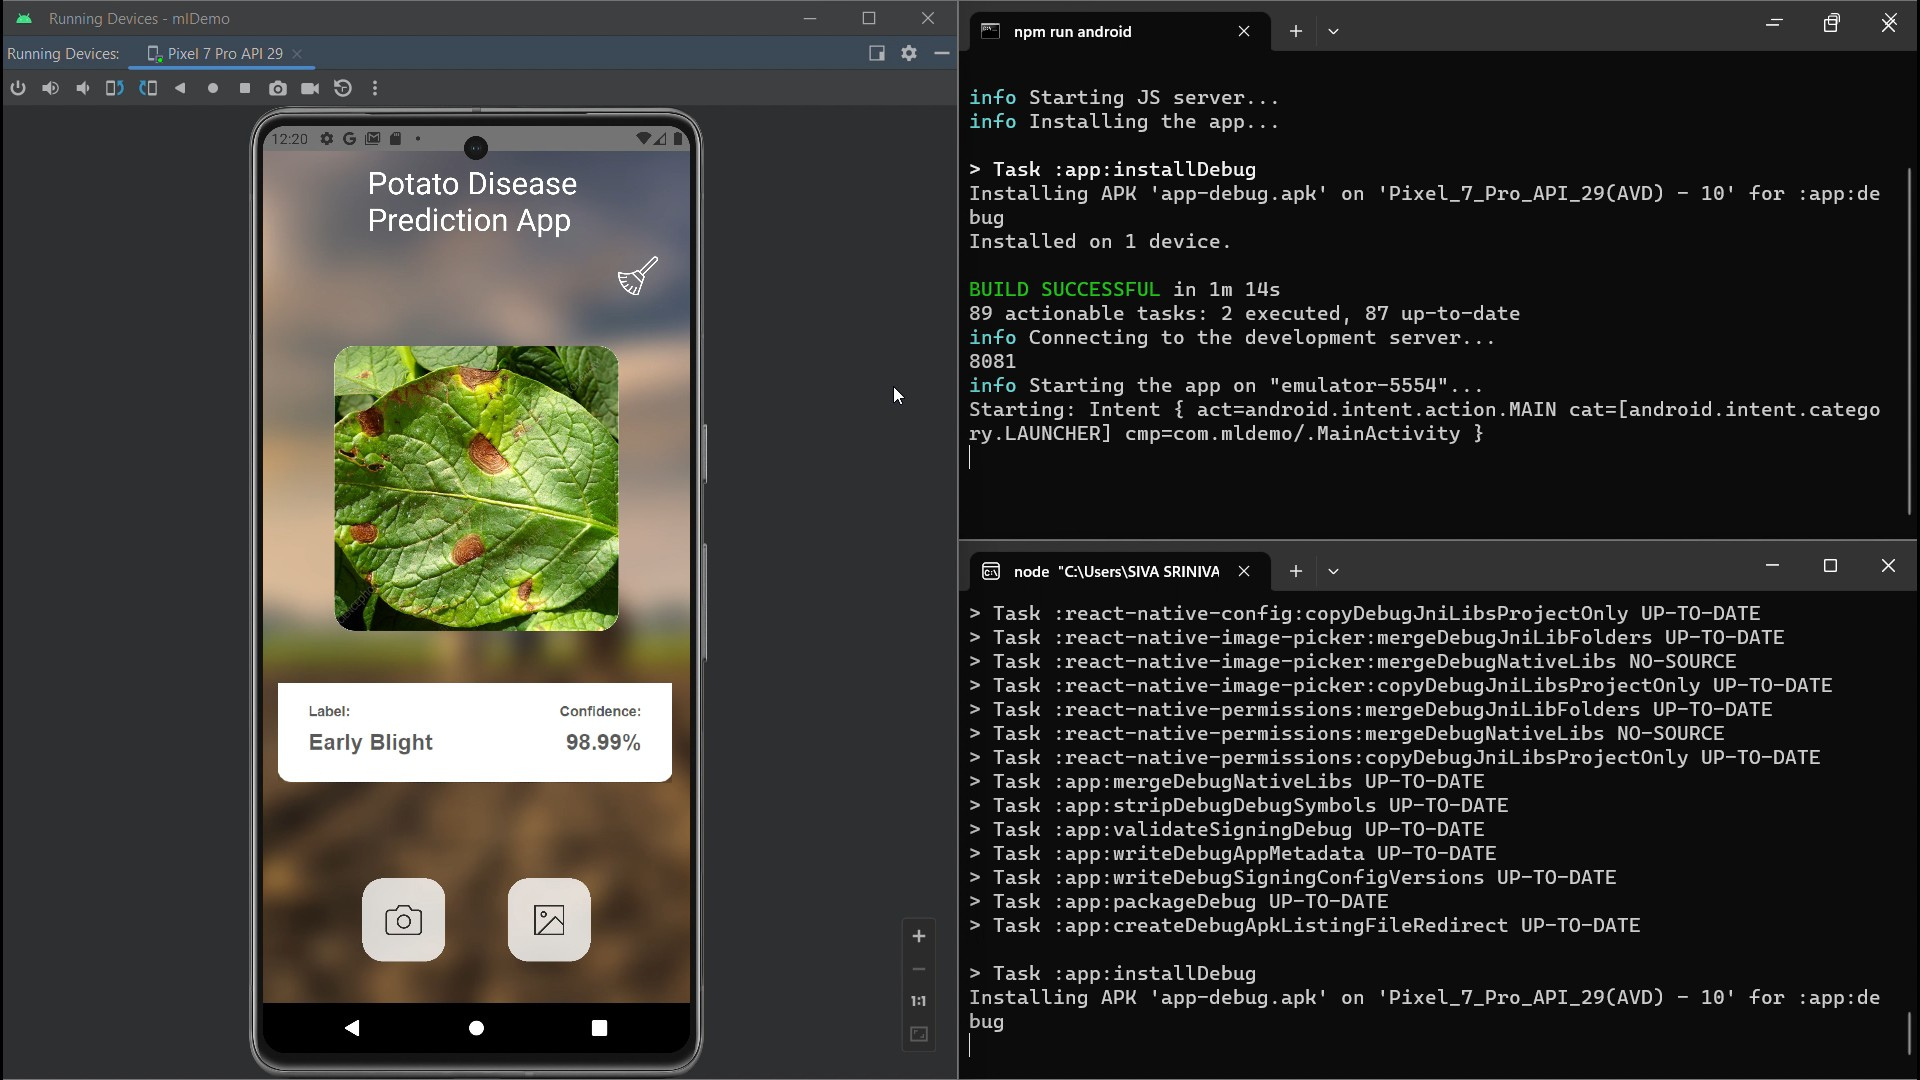 Running Devices - mlDemo
Running Devices:
Pixel 7 Pro API 29
12:20
Potato Disease
Prediction App
Label:
Confidence:
Early Blight
98.99%
1:1
npm run android
info Starting JS server...
info Installing the app...
> Task :app:installDebug
Installing APK 'app-debug.apk' on 'Pixel_7_Pro_API_29(AVD) - 10' for :app:de
bug
Installed on 1 device.
BUILD SUCCESSFUL in 1m 14s
89 actionable tasks: 2 executed, 87 up-to-date
info Connecting to the development server...
8081
info Starting the app on "emulator-5554"...
Starting: Intent { act=android.intent.action.MAIN cat=[android.intent.catego
ry.LAUNCHER] cmp=com.mldemo/.MainActivity }
node "C:\Users\SIVA SRINIVA
> Task :react-native-config:copyDebugJniLibsProjectOnly UP-TO-DATE
> Task :react-native-image-picker:mergeDebugJniLibFolders UP-TO-DATE
> Task :react-native-image-picker:mergeDebugNativeLibs NO-SOURCE
> Task :react-native-image-picker:copyDebugJniLibsProjectOnly UP-TO-DATE
> Task :react-native-permissions:mergeDebugJniLibFolders UP-TO-DATE
> Task :react-native-permissions:mergeDebugNativeLibs NO-SOURCE
> Task :react-native-permissions:copyDebugJniLibsProjectOnly UP-TO-DATE
> Task :app:mergeDebugNativeLibs UP-TO-DATE
> Task :app:stripDebugDebugSymbols UP-TO-DATE
> Task :app:validateSigningDebug UP-TO-DATE
> Task :app:writeDebugAppMetadata UP-TO-DATE
> Task :app:writeDebugSigningConfigVersions UP-TO-DATE
> Task :app:packageDebug UP-TO-DATE
> Task :app:createDebugApkListingFileRedirect UP-TO-DATE
> Task :app:installDebug
Installing APK 'app-debug.apk' on 'Pixel_7_Pro_API_29(AVD) - 10' for :app:de
bug